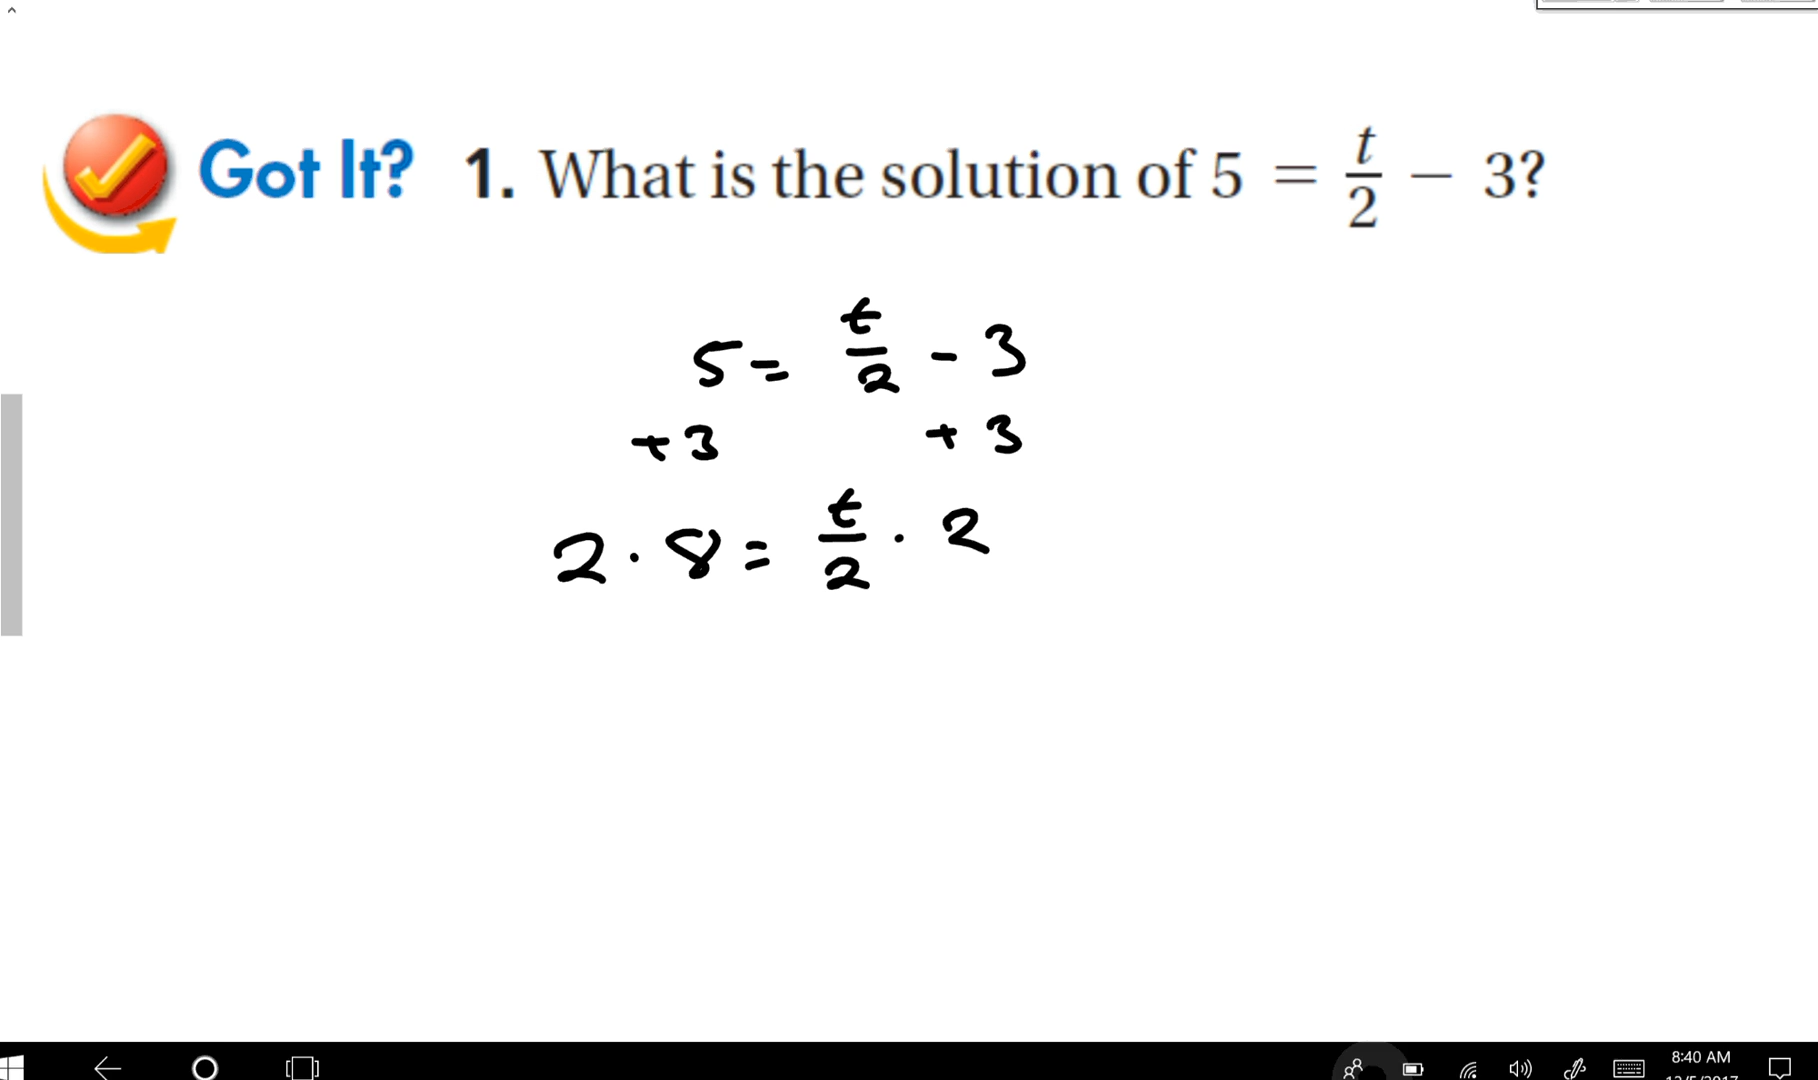 Got It? 1. What is the solution of 5 = t/2 − 3?
5 = t/2 - 3
+3 +3
2 · 8 = t/2 · 2
8:40 AM